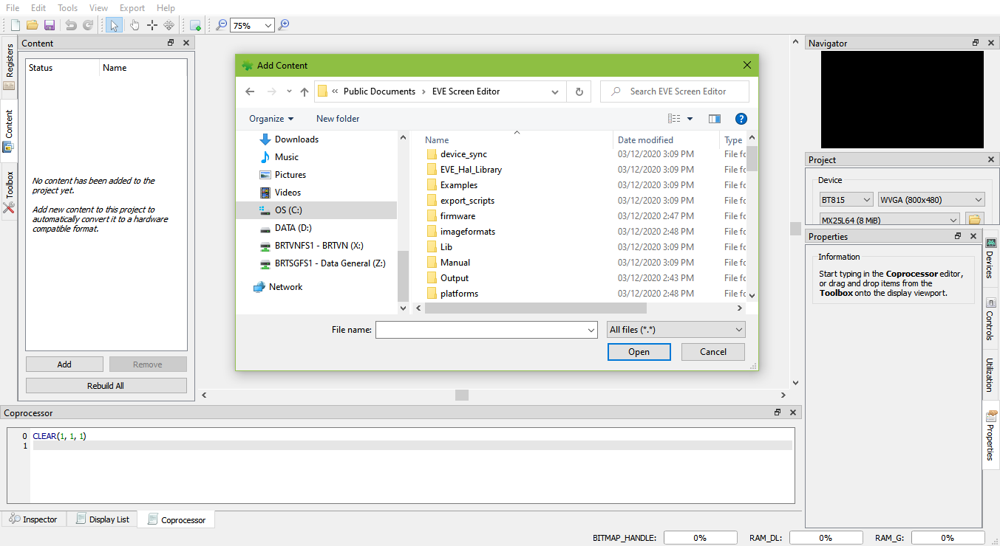 File Edit Tools View Export Help
75%
Content
Status Name
No content has been added to the
project yet.
Add new content to this project to
automatically convert it to a hardware
compatible format.
Add Remove
Rebuild All
Registers
Content
Toolbox
Add Content
« Public Documents › EVE Screen Editor
Search EVE Screen Editor
Organize New folder
Downloads
Music
Pictures
Videos
OS (C:)
DATA (D:)
BRTVNFS1 - BRTVN (X:)
BRTSGFS1 - Data General (Z:)
Network
Name Date modified Type
device_sync 03/12/2020 3:09 PM File fo
EVE_Hal_Library 03/12/2020 3:09 PM File fo
Examples 03/12/2020 3:09 PM File fo
export_scripts 03/12/2020 3:09 PM File fo
firmware 03/12/2020 2:47 PM File fo
imageformats 03/12/2020 2:48 PM File fo
Lib 03/12/2020 3:09 PM File fo
Manual 03/12/2020 3:09 PM File fo
Output 03/12/2020 2:43 PM File fo
platforms 03/12/2020 2:48 PM File fo
File name: All files (*.*)
Open Cancel
Navigator
Project
Device
BT815 WVGA (800x480)
MX25L64 (8 MiB)
Properties
Information
Start typing in the Coprocessor editor,
or drag and drop items from the
Toolbox onto the display viewport.
Devices
Controls
Utilization
Properties
Coprocessor
0 CLEAR(1, 1, 1)
1
Inspector Display List Coprocessor
BITMAP_HANDLE: 0% RAM_DL: 0% RAM_G: 0%